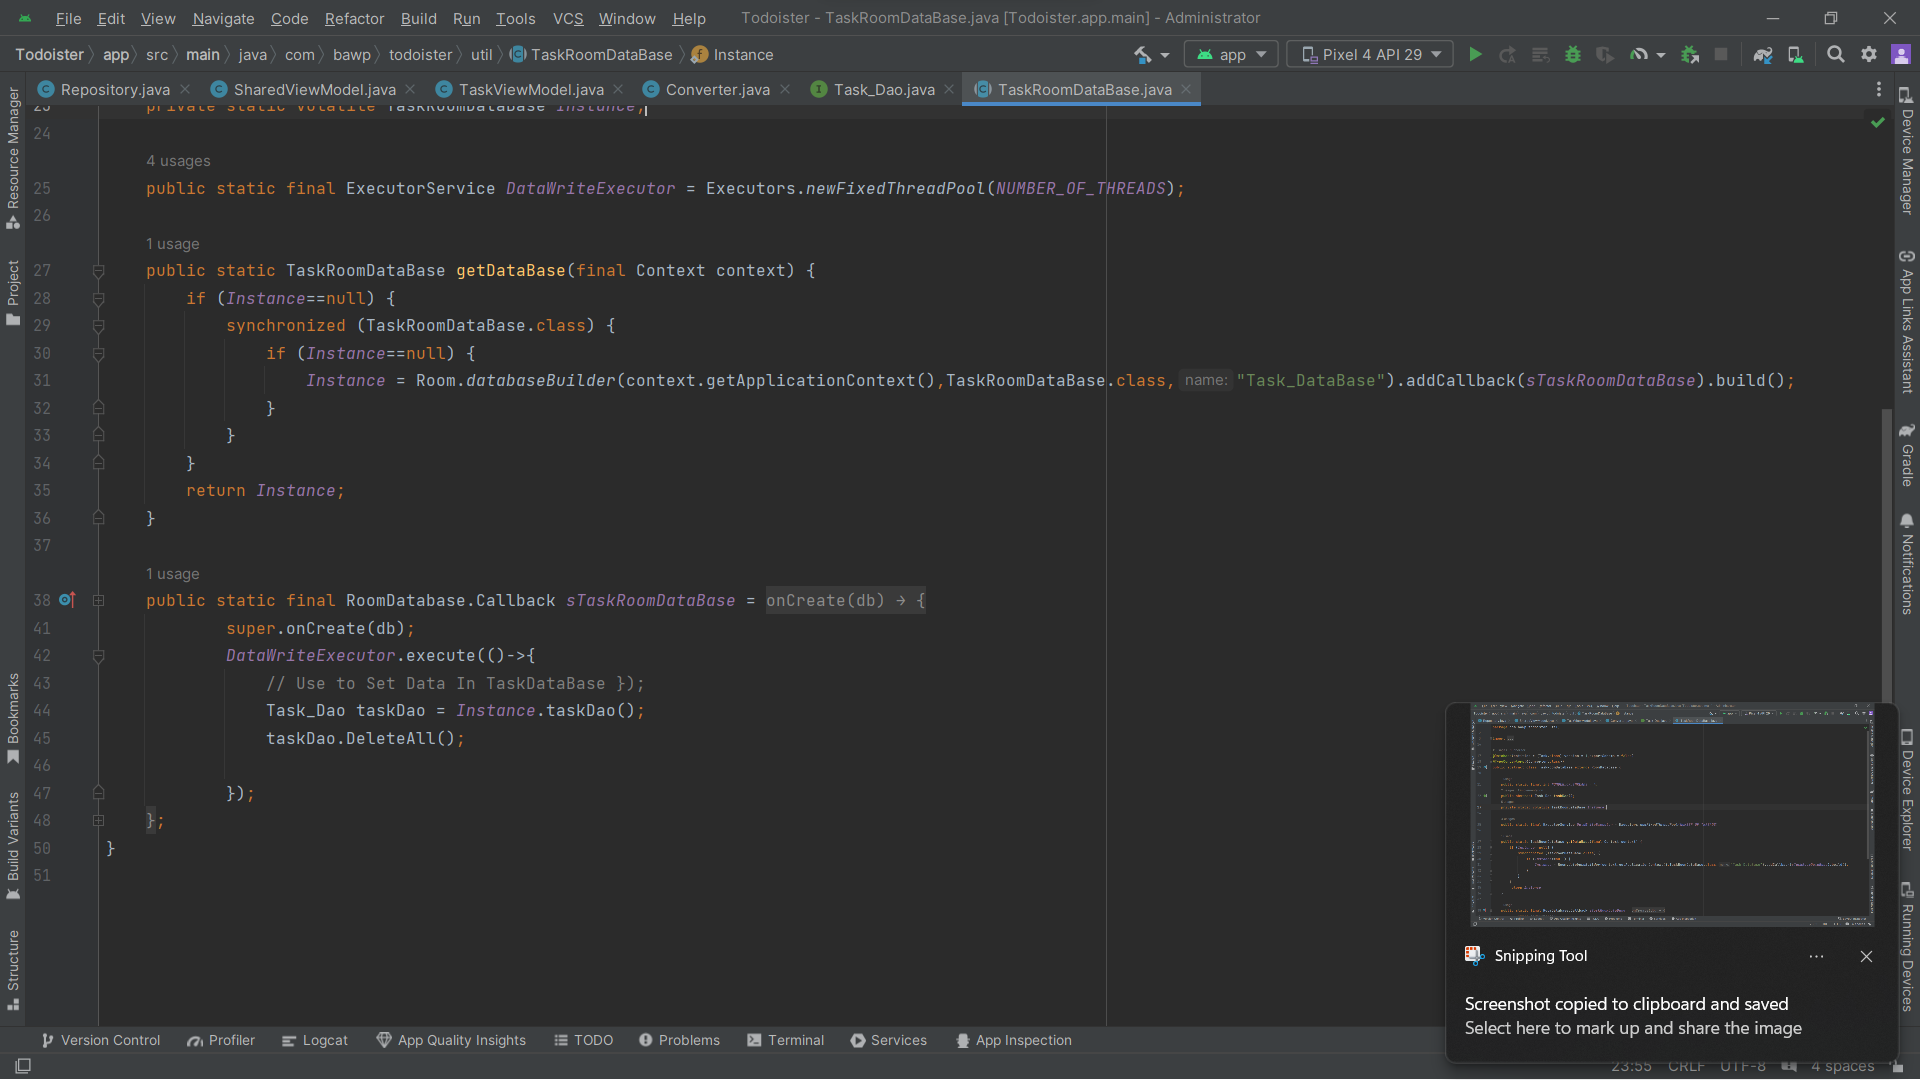 File Edit View Navigate Code Refactor Build Run Tools VCS Window Help Todoister - TaskRoomDataBase.java [Todoister.app.main] - Administrator
Todoister app src main java com bawp todoister util TaskRoomDataBase Instance app Pixel 4 API 29
Repository.java SharedViewModel.java TaskViewModel.java Converter.java Task_Dao.java TaskRoomDataBase.java
23 private static volatile TaskRoomDataBase Instance;
24
4 usages
25 public static final ExecutorService DataWriteExecutor = Executors.newFixedThreadPool(NUMBER_OF_THREADS);
26
1 usage
27 public static TaskRoomDataBase getDataBase(final Context context) {
28 if (Instance==null) {
29 synchronized (TaskRoomDataBase.class) {
30 if (Instance==null) {
31 Instance = Room.databaseBuilder(context.getApplicationContext(),TaskRoomDataBase.class, name: "Task_DataBase").addCallback(sTaskRoomDataBase).build();
32 }
33 }
34 }
35 return Instance;
36 }
37
1 usage
38 public static final RoomDatabase.Callback sTaskRoomDataBase = onCreate(db) → {
41 super.onCreate(db);
42 DataWriteExecutor.execute(()->{
43 // Use to Set Data In TaskDataBase });
44 Task_Dao taskDao = Instance.taskDao();
45 taskDao.DeleteAll();
46
47 });
48 };
50 }
51
Resource Manager
Project
Bookmarks
Build Variants
Structure
Device Manager
App Links Assistant
Gradle
Notifications
Device Explorer
Running Devices
Snipping Tool
Screenshot copied to clipboard and saved
Select here to mark up and share the image
Version Control Profiler Logcat App Quality Insights TODO Problems Terminal Services App Inspection
23:55 CRLF UTF-8 4 spaces